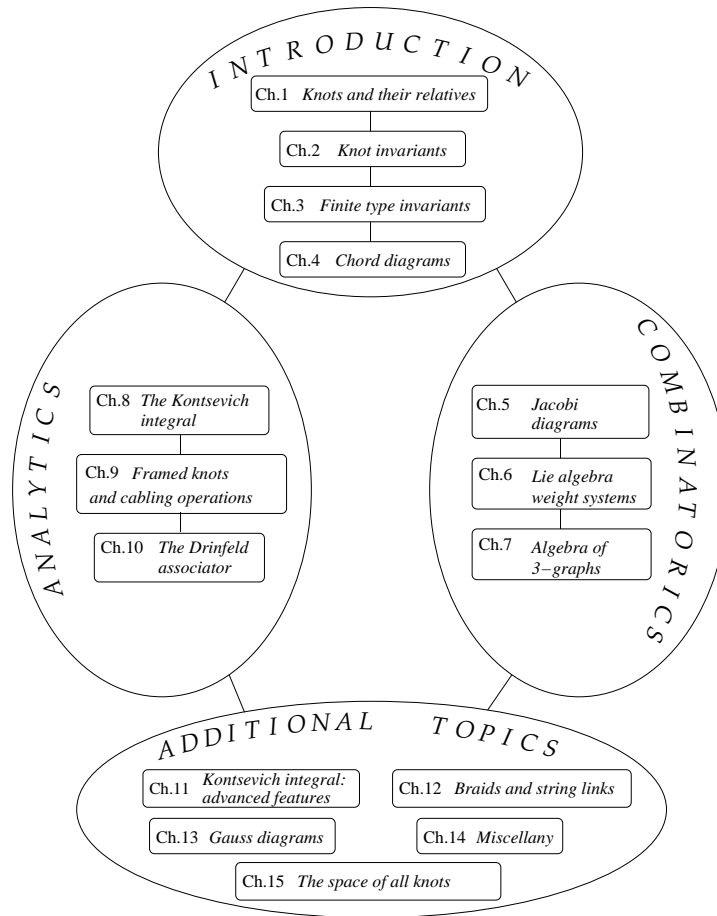 INTRODUCTION
Ch.1 Knots and their relatives
Ch.2 Knot invariants
Ch.3 Finite type invariants
Ch.4 Chord diagrams
ANALYTICS
Ch.8 The Kontsevich
integral
Ch.9 Framed knots
and cabling operations
Ch.10 The Drinfeld
associator
COMBINATORICS
Ch.5 Jacobi
diagrams
Ch.6 Lie algebra
weight systems
Ch.7 Algebra of
3−graphs
ADDITIONAL TOPICS
Ch.11 Kontsevich integral:
advanced features
Ch.12 Braids and string links
Ch.13 Gauss diagrams
Ch.14 Miscellany
Ch.15 The space of all knots